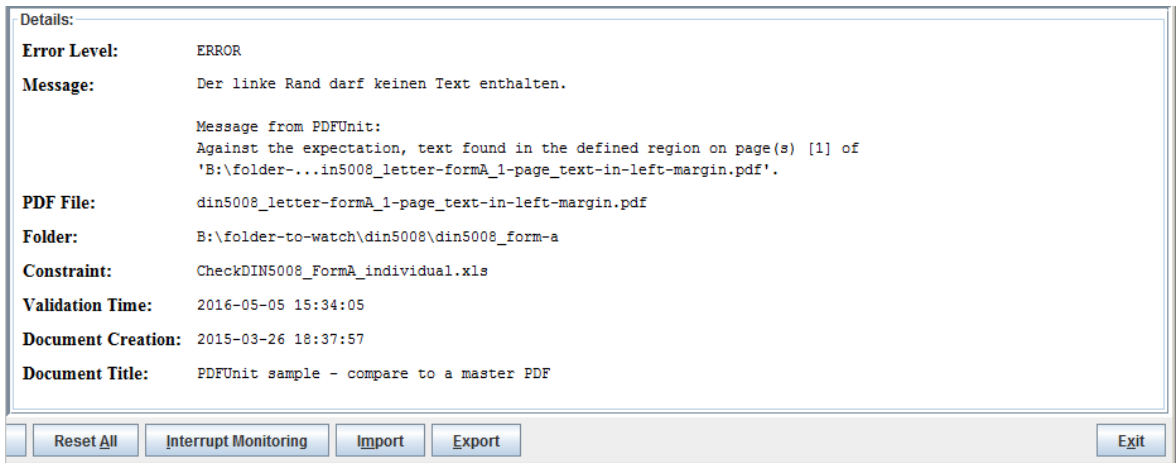 Details:
Error Level: ERROR
Message: Der linke Rand darf keinen Text enthalten.
Message from PDFUnit:
Against the expectation, text found in the defined region on page(s) [1] of
'B:\folder-...in5008_letter-formA_1-page_text-in-left-margin.pdf'.
PDF File: din5008_letter-formA_1-page_text-in-left-margin.pdf
Folder: B:\folder-to-watch\din5008\din5008_form-a
Constraint: CheckDIN5008_FormA_individual.xls
Validation Time: 2016-05-05 15:34:05
Document Creation: 2015-03-26 18:37:57
Document Title: PDFUnit sample - compare to a master PDF
Reset All Interrupt Monitoring Import Export Exit